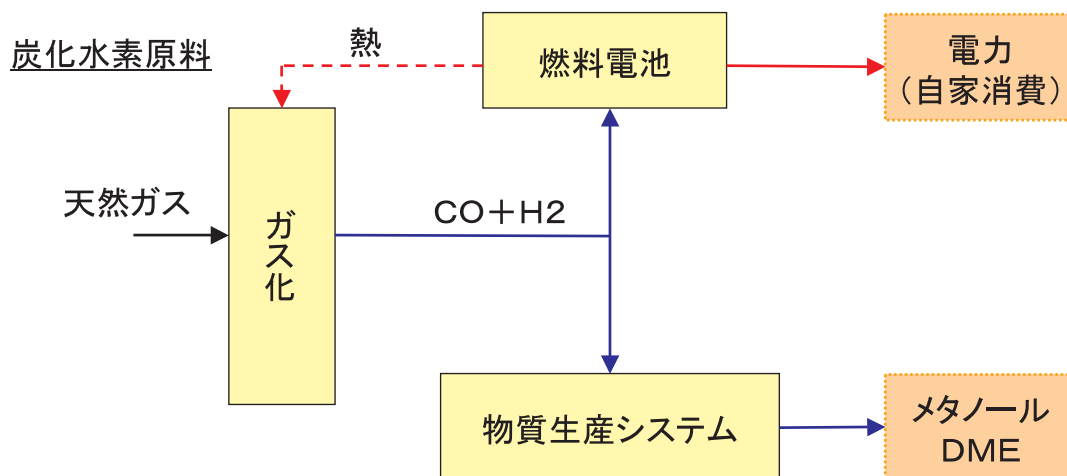 炭化水素原料
熱
燃料電池
電力
（自家消費）
天然ガス
ガス化
CO＋H2
物質生産システム
メタノール
DME